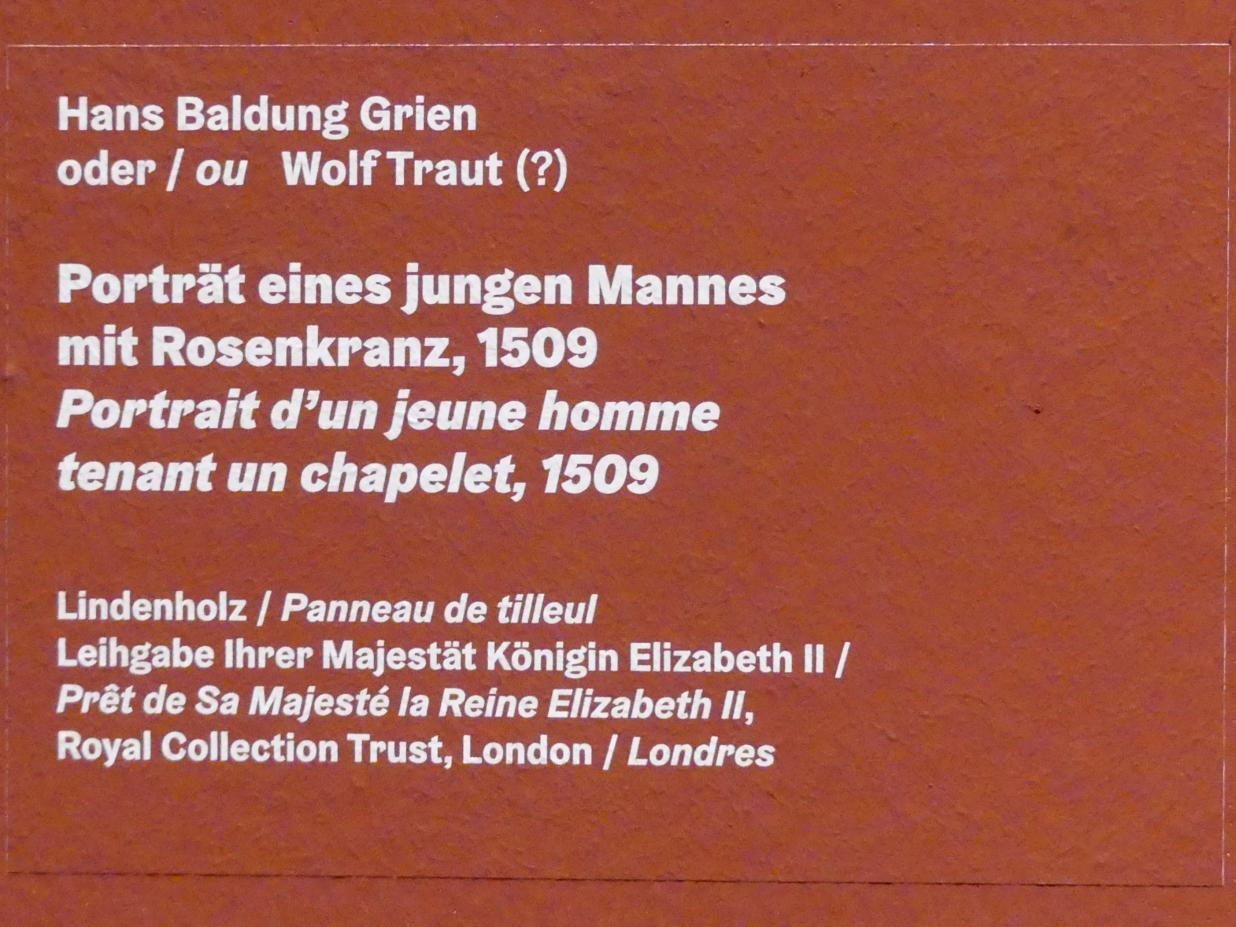 Hans Baldung Grien
oder / ou Wolf Traut (?)
Porträt eines jungen Mannes
mit Rosenkranz, 1509
Portrait d’un jeune homme
tenant un chapelet, 1509
Lindenholz / Panneau de tilleul
Leihgabe Ihrer Majestät Königin Elizabeth II /
Prêt de Sa Majesté la Reine Elizabeth II,
Royal Collection Trust, London / Londres